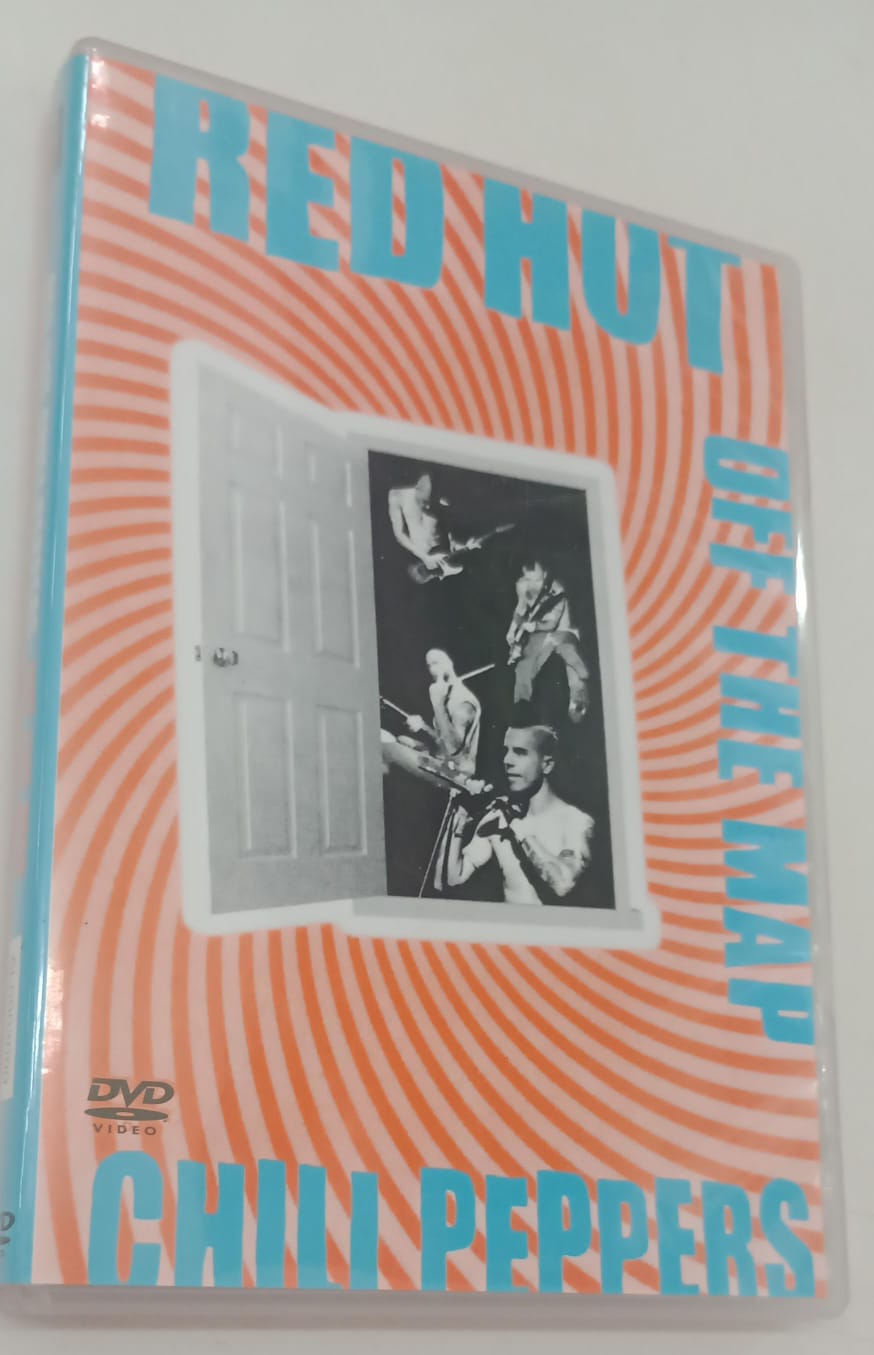 RED HOT
OFF THE MAP
DVD
VIDEO
CHILI PEPPERS